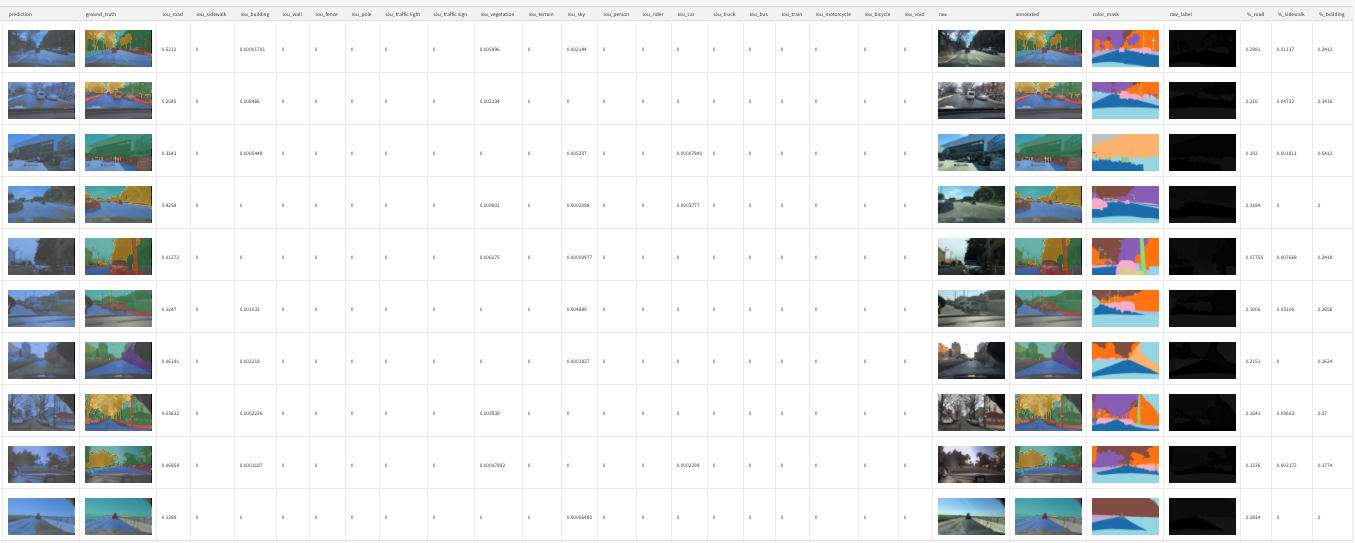 prediction ground_truth iou_road iou_sidewalk iou_building iou_wall iou_fence iou_pole iou_traffic light iou_traffic sign iou_vegetation iou_terrain iou_sky iou_person iou_rider iou_car iou_truck iou_bus iou_train iou_motorcycle iou_bicycle iou_void raw annotated color_mask raw_label %_road %_sidewalk %_building
0.5212 0 0.00001791 0 0 0 0 0 0.005896 0 0.002144 0 0 0 0 0 0 0 0 0 0.2981 0.01137 0.2412
0.2045 0 0.008466 0 0 0 0 0 0.002134 0 0 0 0 0 0 0 0 0 0 0 0.216 0.04732 0.1416
0.3143 0 0.0005449 0 0 0 0 0 0 0 0.005237 0 0 0.00007841 0 0 0 0 0 0 0.192 0.001811 0.5412
0.4258 0 0 0 0 0 0 0 0.009802 0 0.0002098 0 0 0.0003777 0 0 0 0 0 0 0.3184 0 0
0.01272 0 0 0 0 0 0 0 0.006275 0 0.00009977 0 0 0 0 0 0 0 0 0 0.07755 0.007668 0.2418
0.1247 0 0.001032 0 0 0 0 0 0 0 0.004889 0 0 0 0 0 0 0 0 0 0.1006 0.03106 0.2656
0.06191 0 0.002218 0 0 0 0 0 0 0 0.0001837 0 0 0 0 0 0 0 0 0 0.2151 0 0.1624
0.03632 0 0.0002226 0 0 0 0 0 0.003539 0 0 0 0 0 0 0 0 0 0 0 0.1641 0.03603 0.27
0.06858 0 0.0001197 0 0 0 0 0 0.00007892 0 0 0 0 0.0002289 0 0 0 0 0 0 0.1236 0.002172 0.1774
0.1389 0 0 0 0 0 0 0 0 0 0.00006482 0 0 0 0 0 0 0 0 0 0.1814 0 0